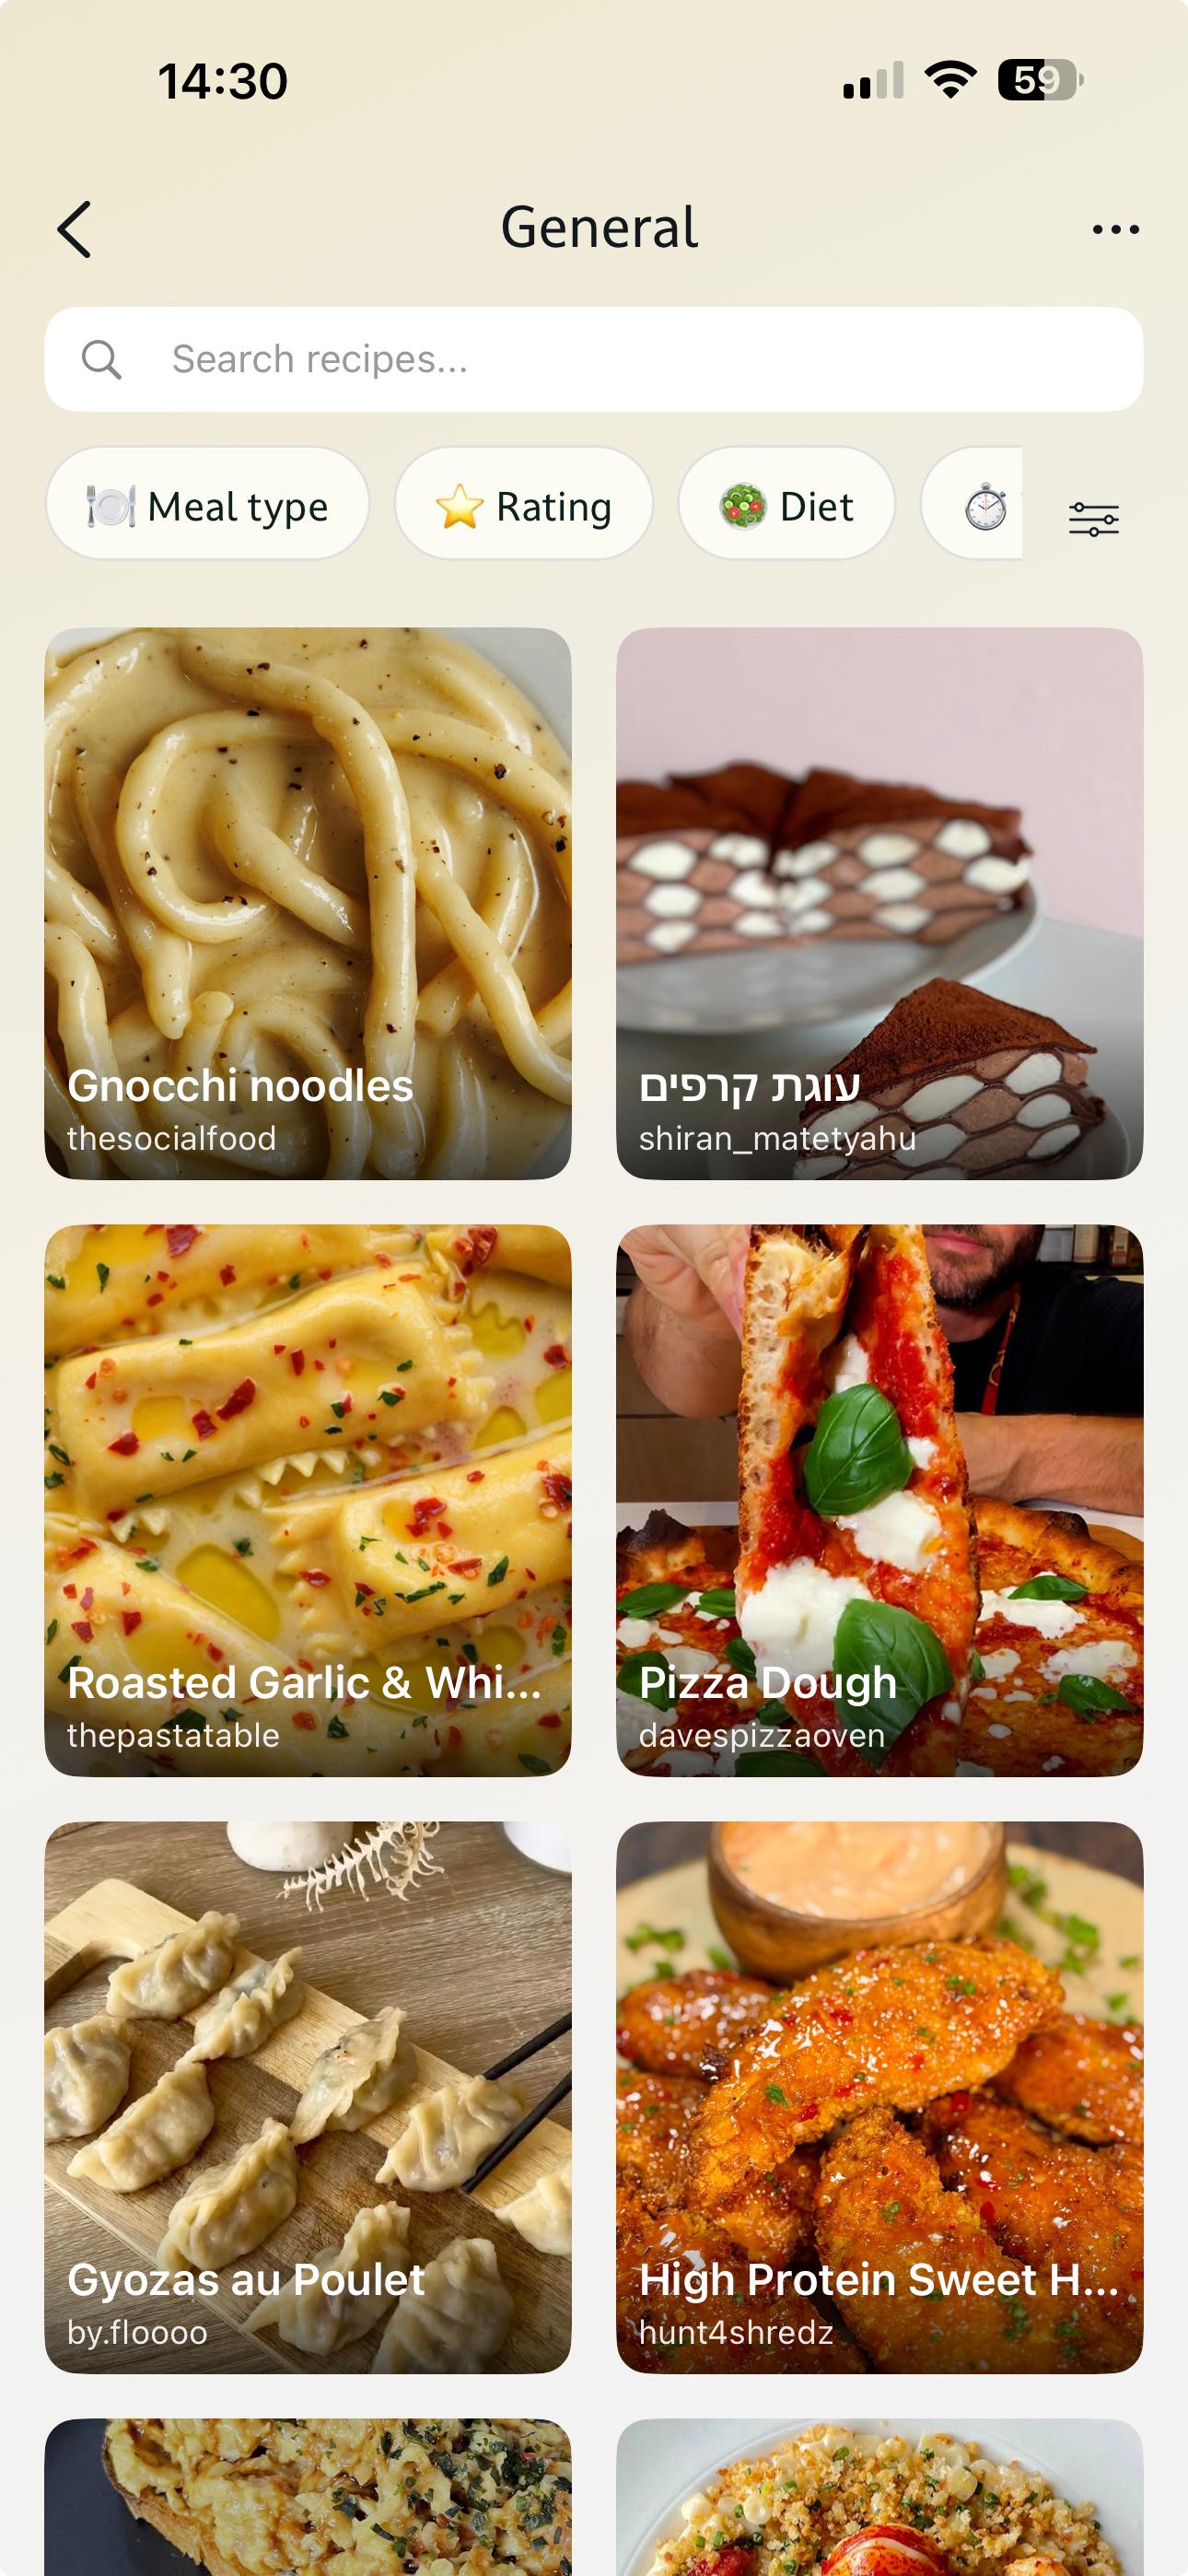 14:30
59
General
Search recipes...
Meal type
Rating
Diet
Gnocchi noodles
thesocialfood
עוגת קרפים
shiran_matetyahu
Roasted Garlic & Whi...
thepastatable
Pizza Dough
davespizzaoven
Gyozas au Poulet
by.floooo
High Protein Sweet H...
hunt4shredz